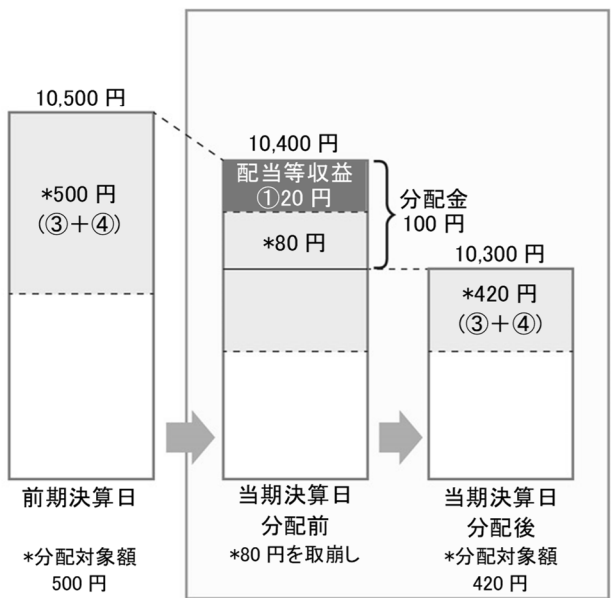 10,500 円
*500 円
(③+④)
前期決算日
*分配対象額
500 円
10,400 円
配当等収益
①20 円
*80 円
分配金
100 円
当期決算日
分配前
*80 円を取崩し
10,300 円
*420 円
(③+④)
当期決算日
分配後
*分配対象額
420 円